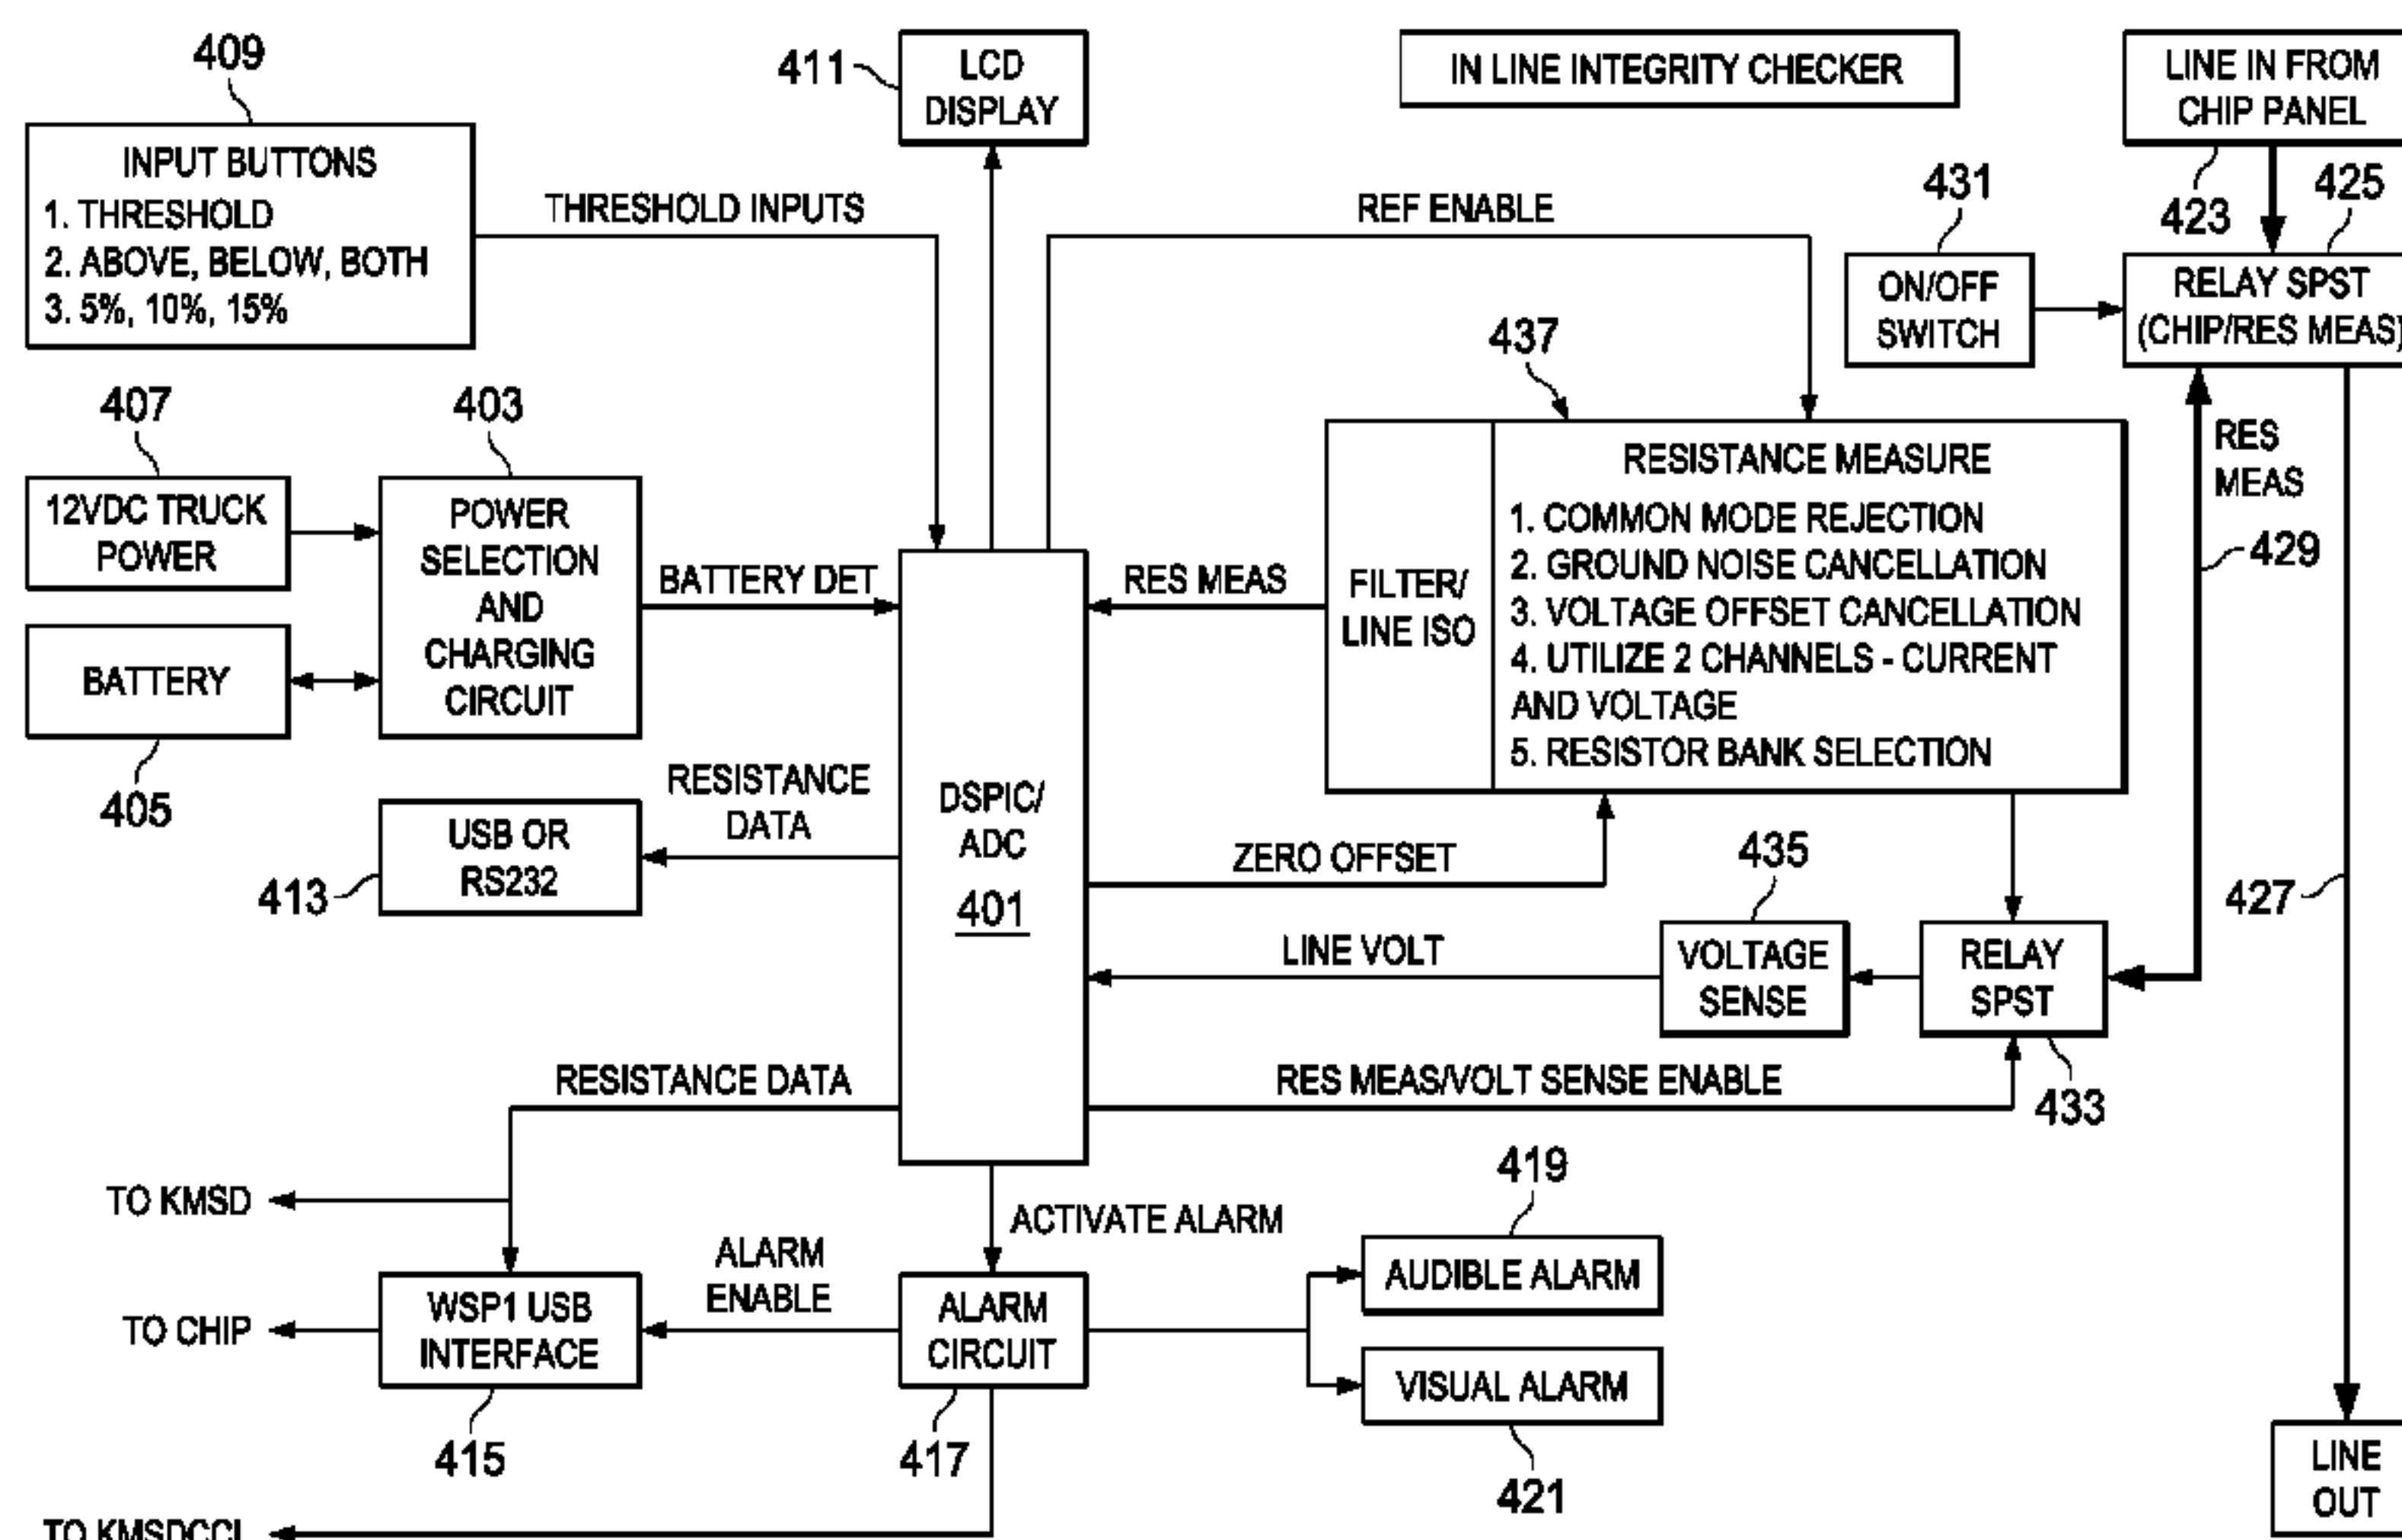 409
INPUT BUTTONS
1. THRESHOLD
2. ABOVE, BELOW, BOTH
3. 5%, 10%, 15%
THRESHOLD INPUTS
411
LCD
DISPLAY
IN LINE INTEGRITY CHECKER
LINE IN FROM
CHIP PANEL
423
425
431
ON/OFF
SWITCH
RELAY SPST
(CHIP/RES MEAS)
REF ENABLE
437
407
12VDC TRUCK
POWER
403
POWER
SELECTION
AND
CHARGING
CIRCUIT
BATTERY
405
BATTERY DET
RES MEAS
FILTER/
LINE ISO
RESISTANCE MEASURE
1. COMMON MODE REJECTION
2. GROUND NOISE CANCELLATION
3. VOLTAGE OFFSET CANCELLATION
4. UTILIZE 2 CHANNELS - CURRENT
AND VOLTAGE
5. RESISTOR BANK SELECTION
RES
MEAS
429
RESISTANCE
DATA
USB OR
RS232
413
DSPIC/
ADC
401
ZERO OFFSET
435
427
LINE VOLT
VOLTAGE
SENSE
RELAY
SPST
433
RESISTANCE DATA
RES MEAS/VOLT SENSE ENABLE
TO KMSD
ACTIVATE ALARM
419
AUDIBLE ALARM
ALARM
ENABLE
TO CHIP
WSP1 USB
INTERFACE
415
ALARM
CIRCUIT
417
VISUAL ALARM
421
LINE
OUT
TO KMSDCCL